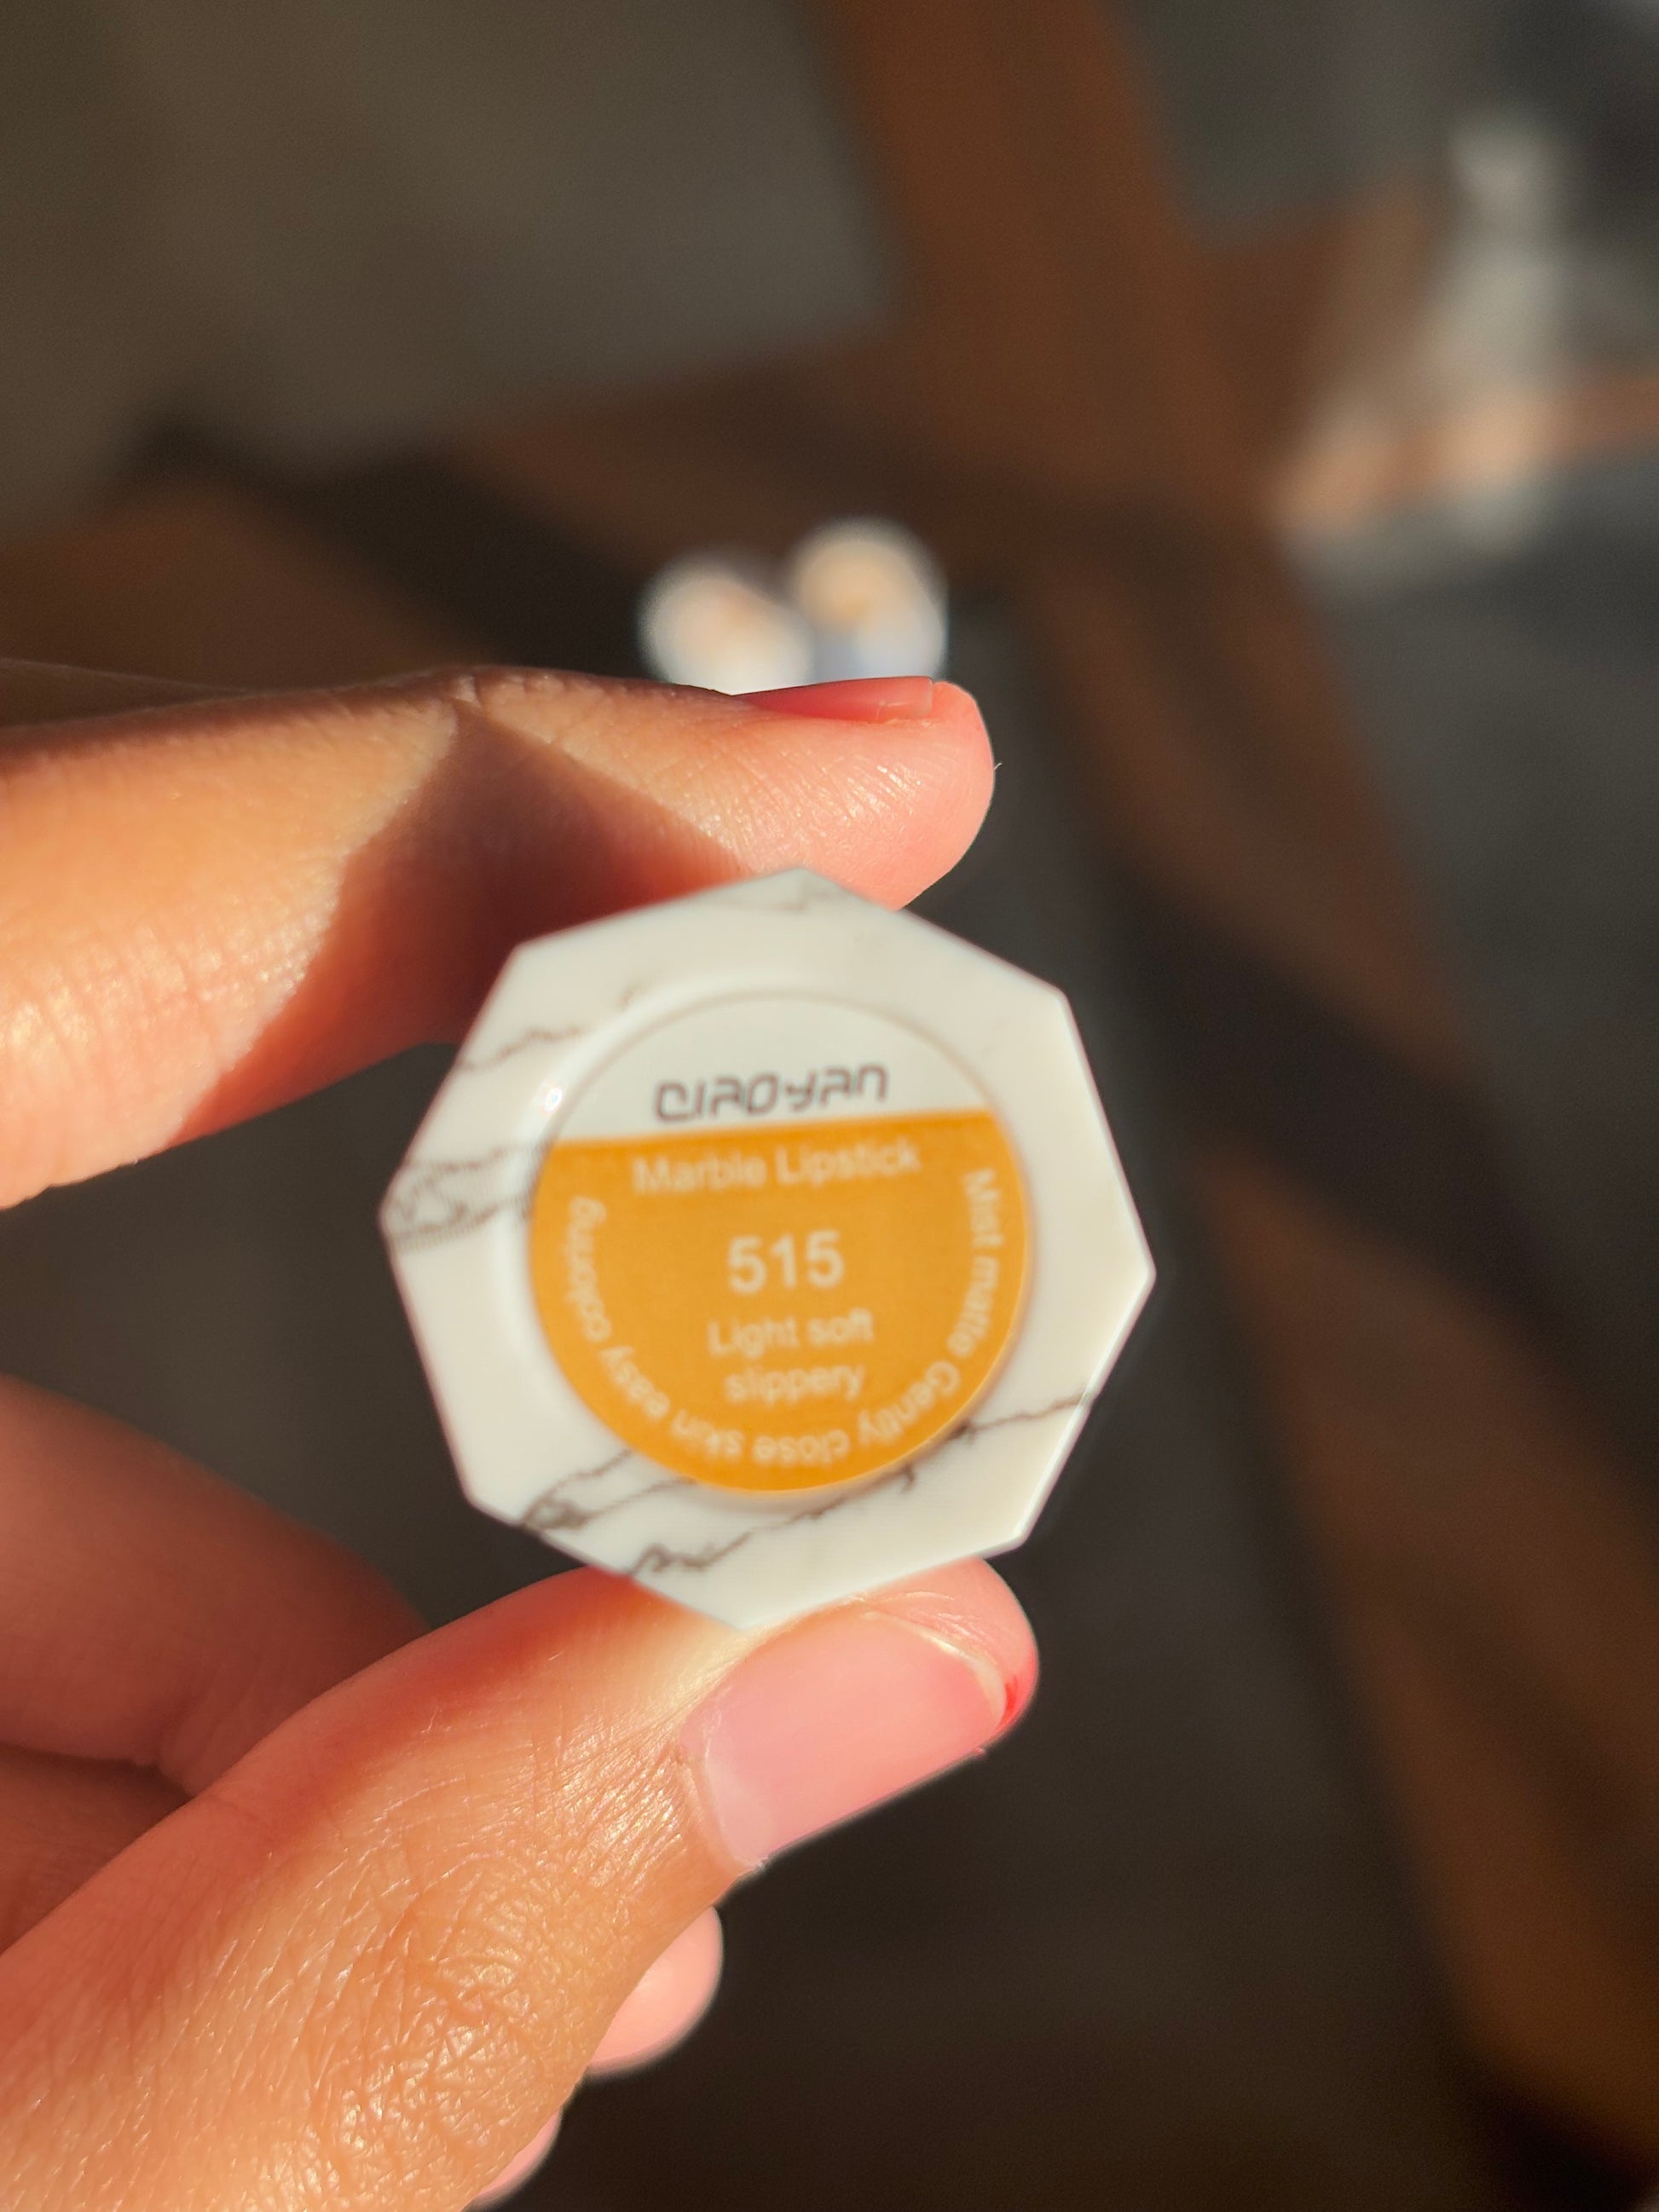 QIAOYAN
Marble Lipstick
515
Light soft
slippery
Mist matte Gently close skin easy coloring